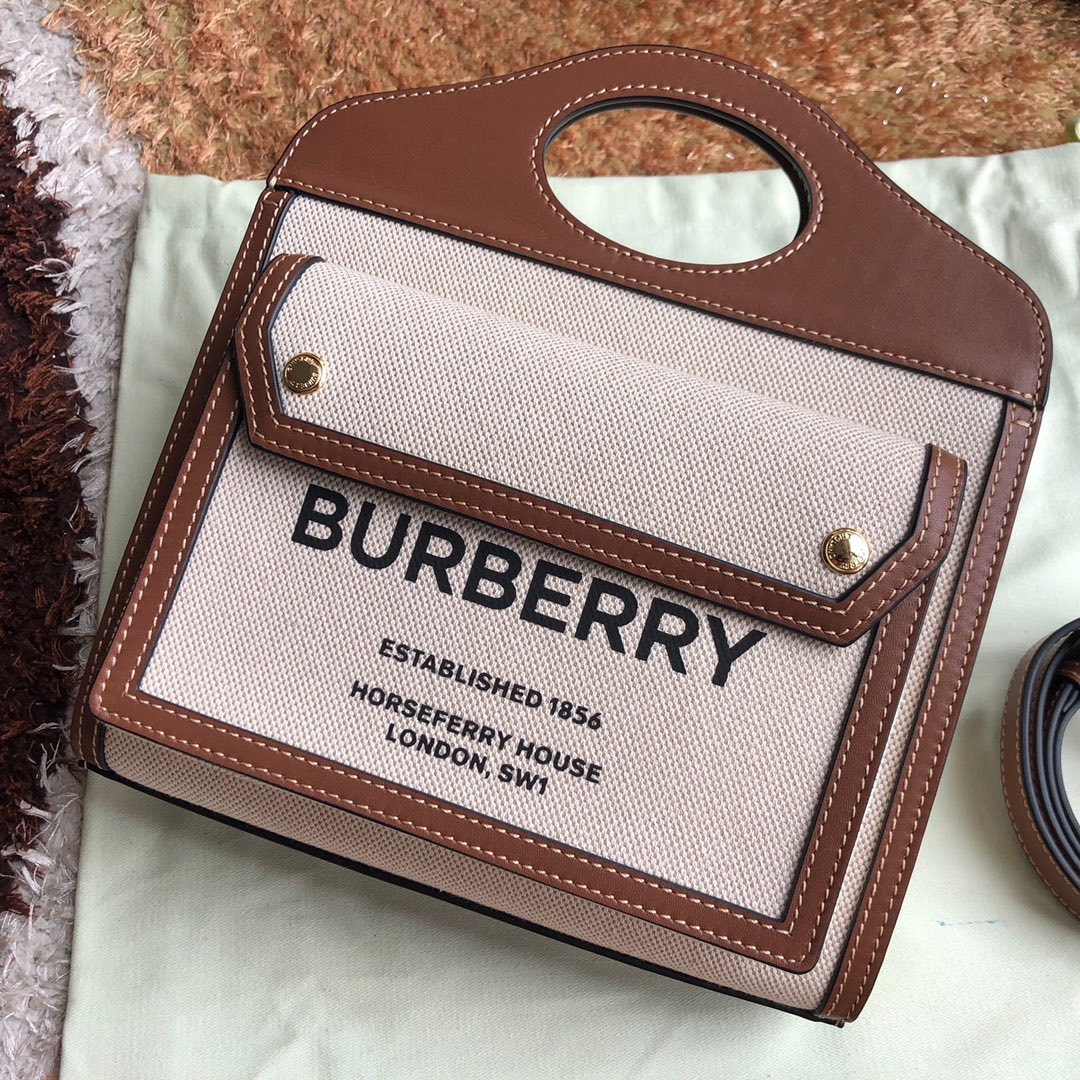 BURBERRY
ESTABLISHED 1856
HORSEFERRY HOUSE
LONDON, SW1